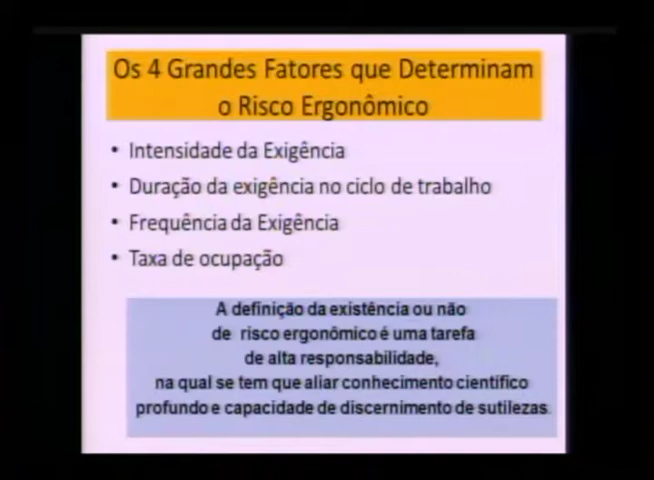 Os 4 Grandes Fatores que Determinam
o Risco Ergonômico
• Intensidade da Exigência
• Duração da exigência no ciclo de trabalho
• Frequência da Exigência
• Taxa de ocupação
A definição da existência ou não
de risco ergonômico é uma tarefa
de alta responsabilidade,
na qual se tem que aliar conhecimento científico
profundo e capacidade de discernimento de sutilezas